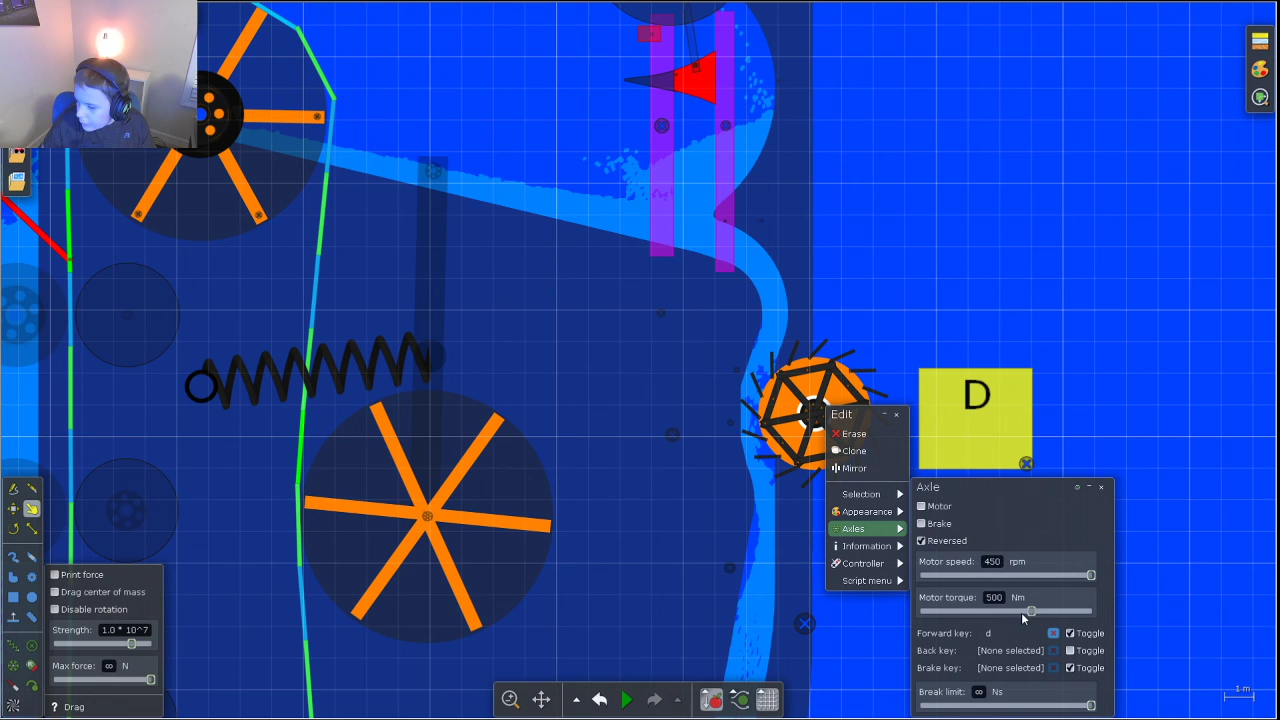 D
Edit
Erase
Clone
Mirror
Selection
Appearance
Axles
Information
Controller
Script menu
Axle
Motor
Brake
Reversed
Motor speed: 450 rpm
Motor torque: 500 Nm
Forward key: d Toggle
Back key: [None selected] Toggle
Brake key: [None selected] Toggle
Break limit: ∞ Ns
Print force
Drag center of mass
Disable rotation
Strength: 1.0 * 10^7
Max force: ∞ N
Drag
1 m